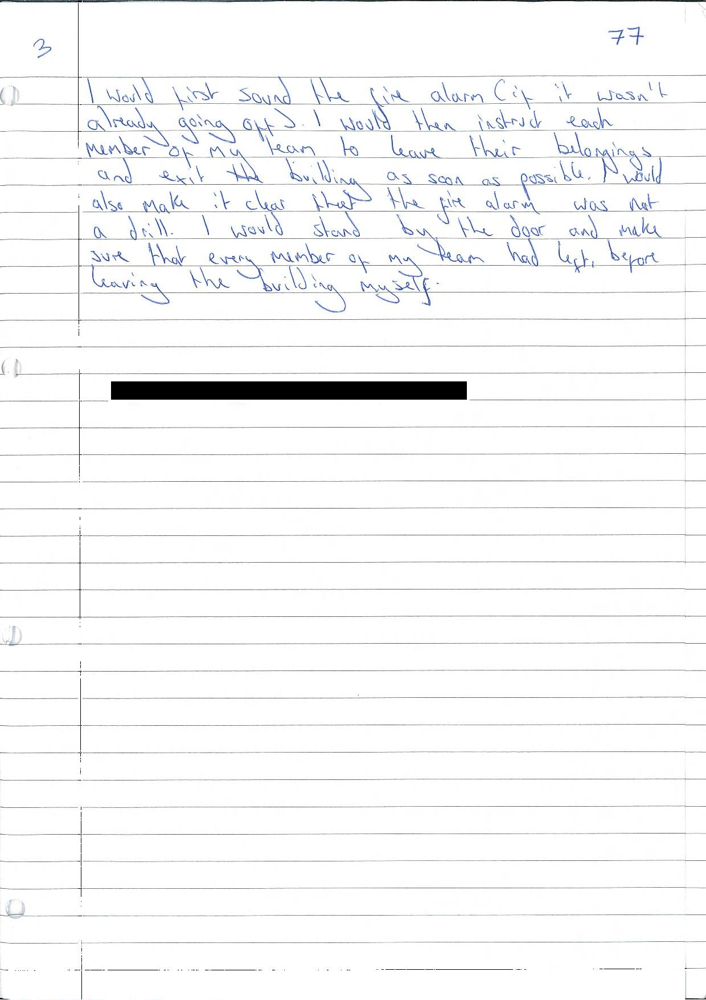 3
77
I would first sound the fire alarm (if it wasn't
already going off). I would then instruct each
member of my team to leave their belongings
and exit the building as soon as possible. I would
also make it clear that the fire alarm was not
a drill. I would stand by the door and make
sure that every member of my team had left, before
leaving the building myself.